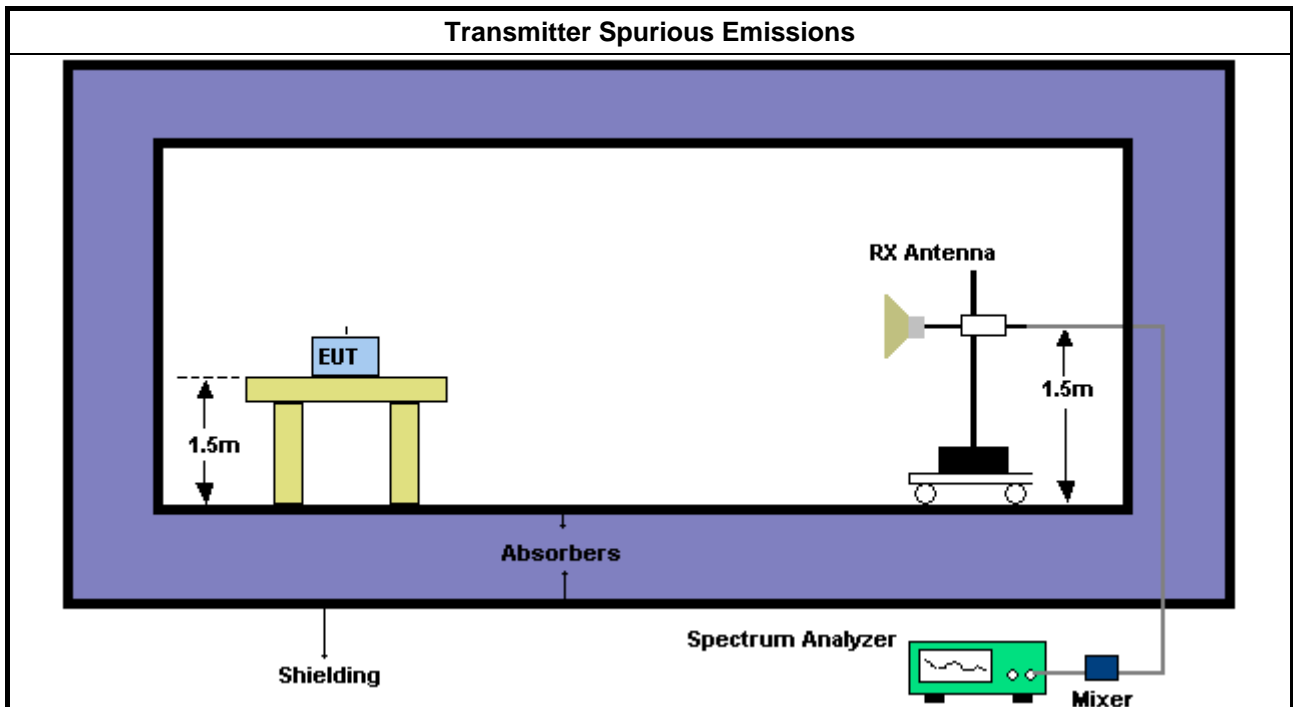 Transmitter Spurious Emissions
RX Antenna
EUT
1.5m
1.5m
Absorbers
Spectrum Analyzer
Shielding
Mixer